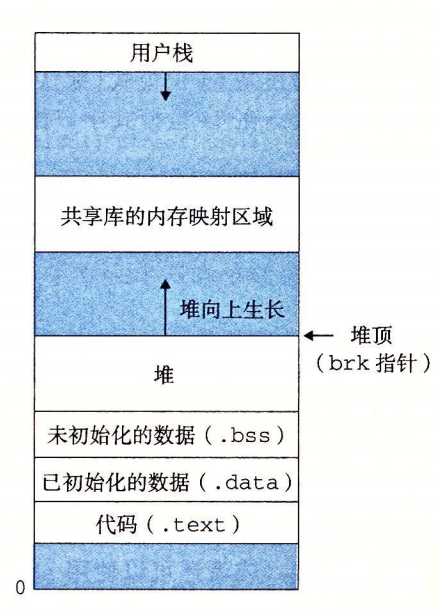 用户栈
共享库的内存映射区域
堆向上生长
← 堆顶
(brk 指针)
堆
未初始化的数据(.bss)
已初始化的数据(.data)
代码(.text)
0